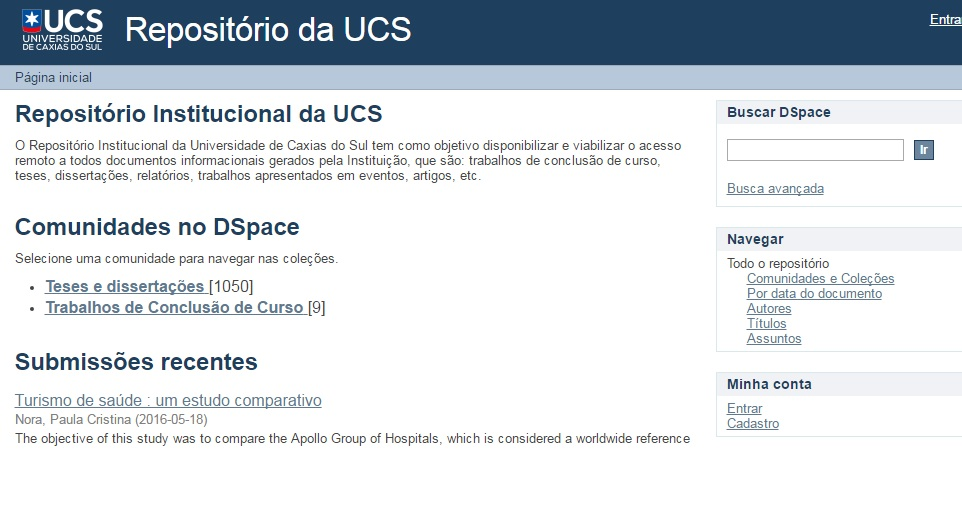 UCS
UNIVERSIDADE
DE CAXIAS DO SUL
Repositório da UCS
Página inicial
Repositório Institucional da UCS
O Repositório Institucional da Universidade de Caxias do Sul tem como objetivo disponibilizar e viabilizar o acesso
remoto a todos documentos informacionais gerados pela Instituição, que são: trabalhos de conclusão de curso,
teses, dissertações, relatórios, trabalhos apresentados em eventos, artigos, etc.
Comunidades no DSpace
Selecione uma comunidade para navegar nas coleções.
Teses e dissertações [1050]
Trabalhos de Conclusão de Curso [9]
Submissões recentes
Turismo de saúde : um estudo comparativo
Nora, Paula Cristina (2016-05-18)
The objective of this study was to compare the Apollo Group of Hospitals, which is considered a worldwide reference
Buscar DSpace
Ir
Busca avançada
Navegar
Todo o repositório
Comunidades e Coleções
Por data do documento
Autores
Títulos
Assuntos
Minha conta
Entrar
Cadastro